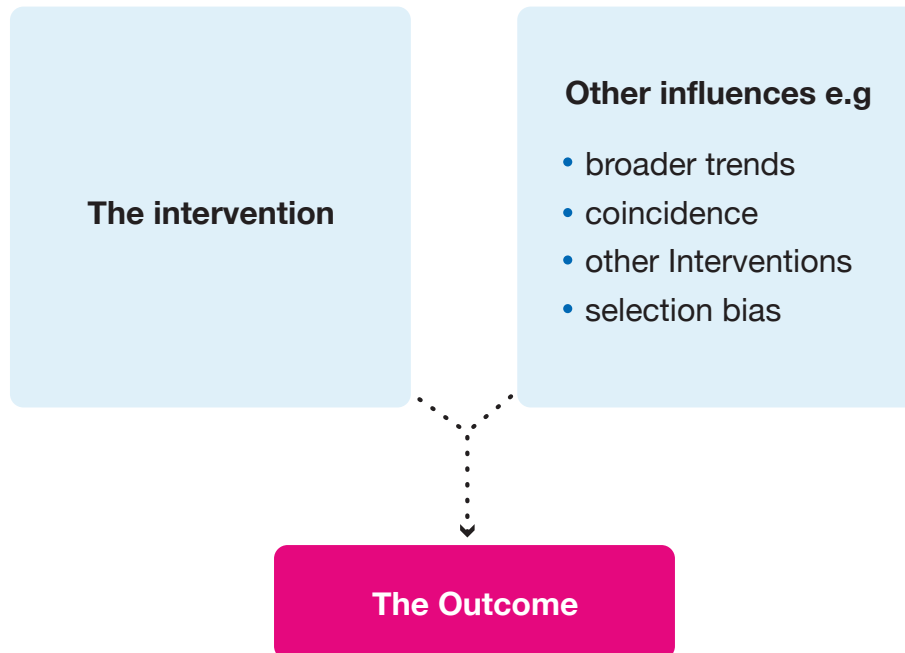 The intervention
Other influences e.g
• broader trends
• coincidence
• other Interventions
• selection bias
The Outcome